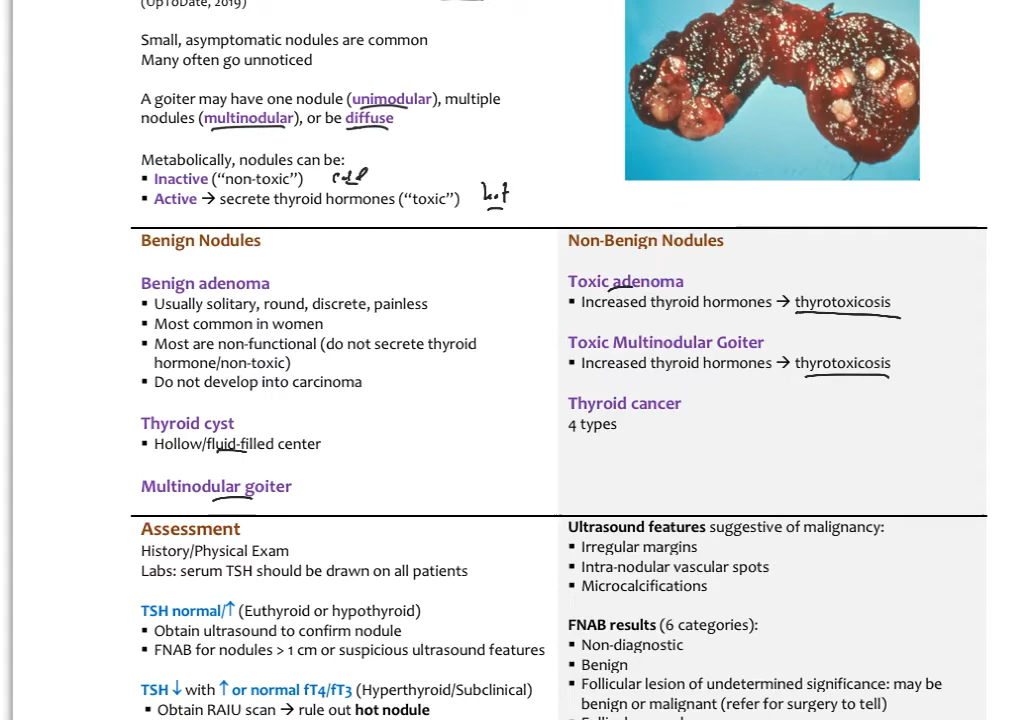 (UpToDate, 2019)
Small, asymptomatic nodules are common
Many often go unnoticed
A goiter may have one nodule (unimodular), multiple
nodules (multinodular), or be diffuse
Metabolically, nodules can be:
▪ Inactive (“non-toxic”) cold
▪ Active → secrete thyroid hormones (“toxic”) hot
Benign Nodules
Benign adenoma
▪ Usually solitary, round, discrete, painless
▪ Most common in women
▪ Most are non-functional (do not secrete thyroid
hormone/non-toxic)
▪ Do not develop into carcinoma
Thyroid cyst
▪ Hollow/fluid-filled center
Multinodular goiter
Non-Benign Nodules
Toxic adenoma
▪ Increased thyroid hormones → thyrotoxicosis
Toxic Multinodular Goiter
▪ Increased thyroid hormones → thyrotoxicosis
Thyroid cancer
4 types
Assessment
History/Physical Exam
Labs: serum TSH should be drawn on all patients
TSH normal/↑ (Euthyroid or hypothyroid)
▪ Obtain ultrasound to confirm nodule
▪ FNAB for nodules > 1 cm or suspicious ultrasound features
TSH ↓ with ↑ or normal fT4/fT3 (Hyperthyroid/Subclinical)
▪ Obtain RAIU scan → rule out hot nodule
Ultrasound features suggestive of malignancy:
▪ Irregular margins
▪ Intra-nodular vascular spots
▪ Microcalcifications
FNAB results (6 categories):
▪ Non-diagnostic
▪ Benign
▪ Follicular lesion of undetermined significance: may be
benign or malignant (refer for surgery to tell)